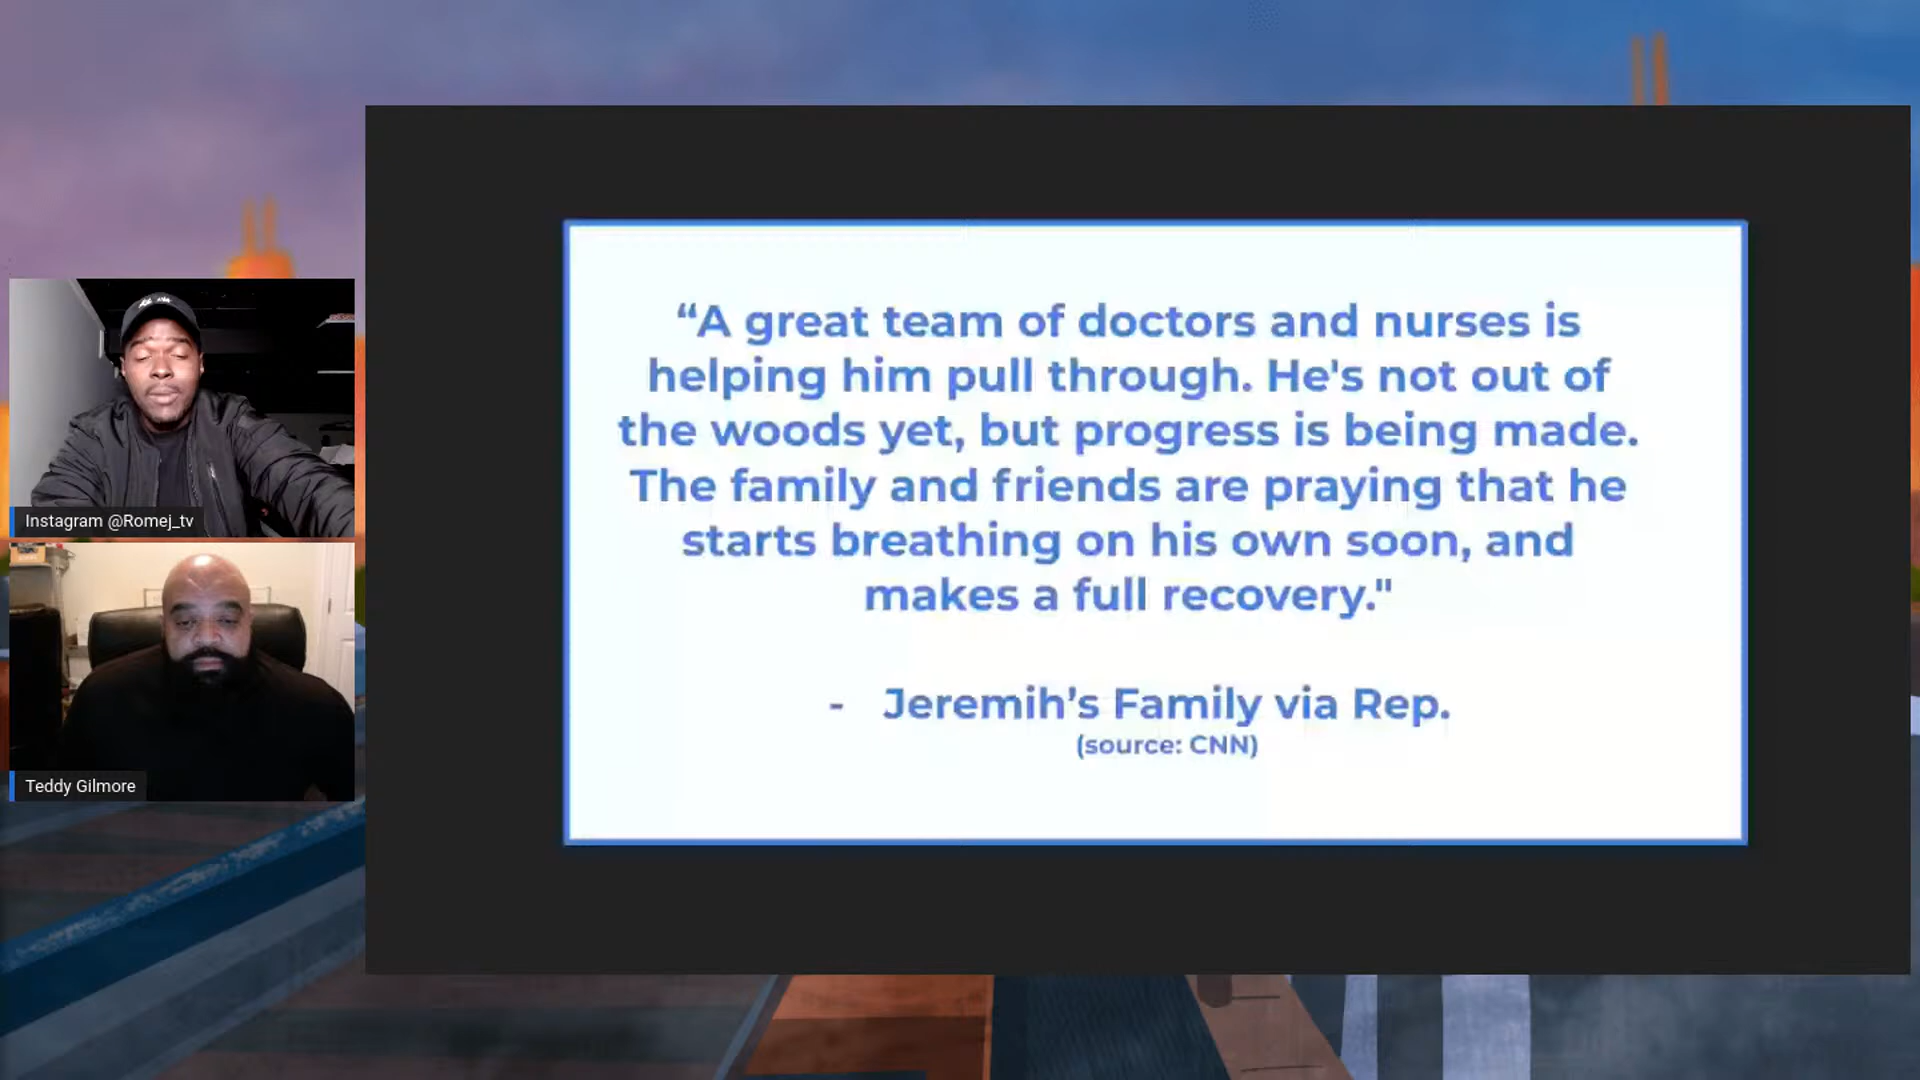 Instagram @Romej_tv
Teddy Gilmore
“A great team of doctors and nurses is
helping him pull through. He's not out of
the woods yet, but progress is being made.
The family and friends are praying that he
starts breathing on his own soon, and
makes a full recovery."
- Jeremih’s Family via Rep.
(source: CNN)